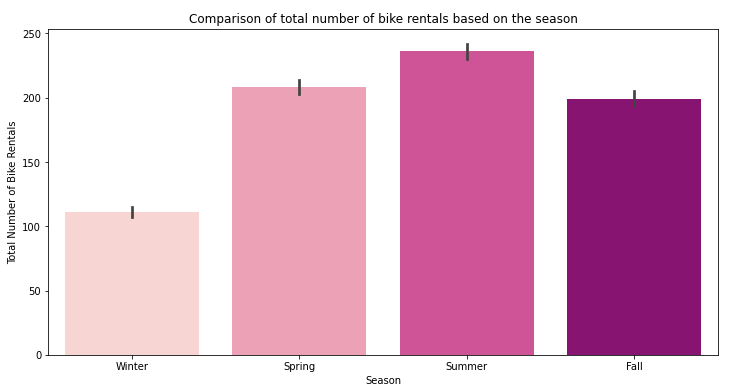 Comparison of total number of bike rentals based on the season
Total Number of Bike Rentals
250
200
150
100
50
0
Winter Spring Summer Fall
Season